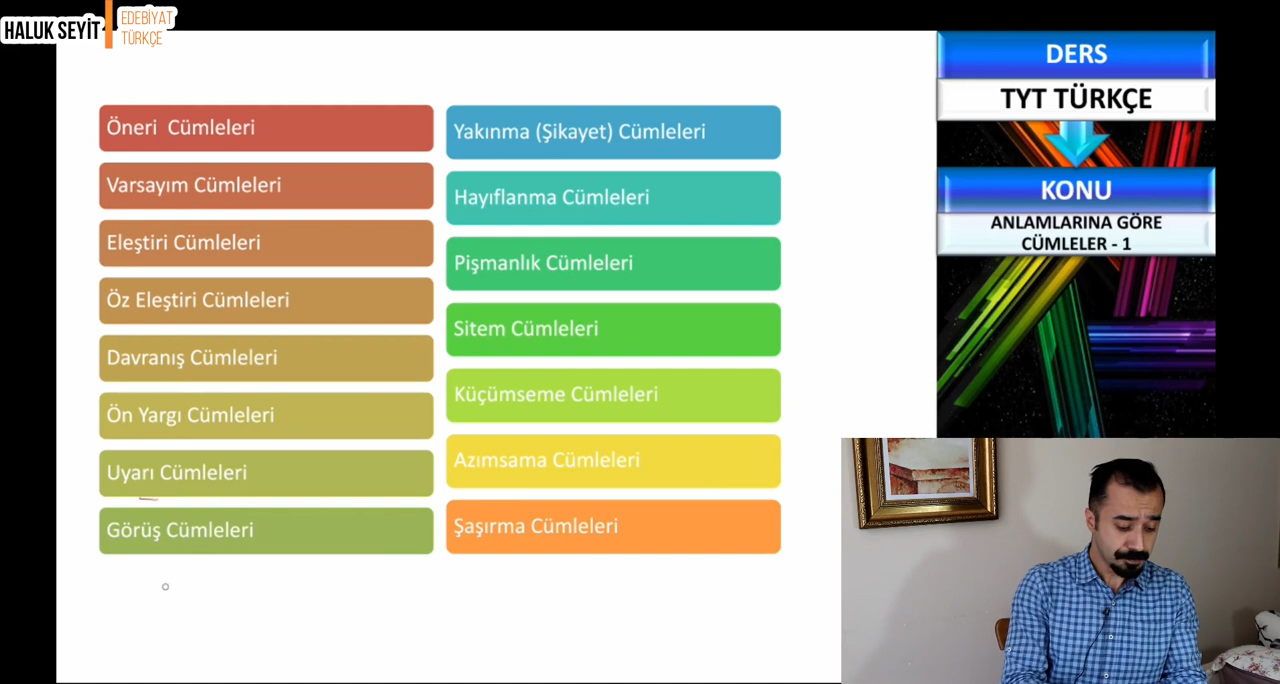 HALUK SEYİT
EDEBİYAT
TÜRKÇE
Öneri Cümleleri
Varsayım Cümleleri
Eleştiri Cümleleri
Öz Eleştiri Cümleleri
Davranış Cümleleri
Ön Yargı Cümleleri
Uyarı Cümleleri
Görüş Cümleleri
Yakınma (Şikayet) Cümleleri
Hayıflanma Cümleleri
Pişmanlık Cümleleri
Sitem Cümleleri
Küçümseme Cümleleri
Azımsama Cümleleri
Şaşırma Cümleleri
DERS
TYT TÜRKÇE
KONU
ANLAMLARINA GÖRE
CÜMLELER - 1